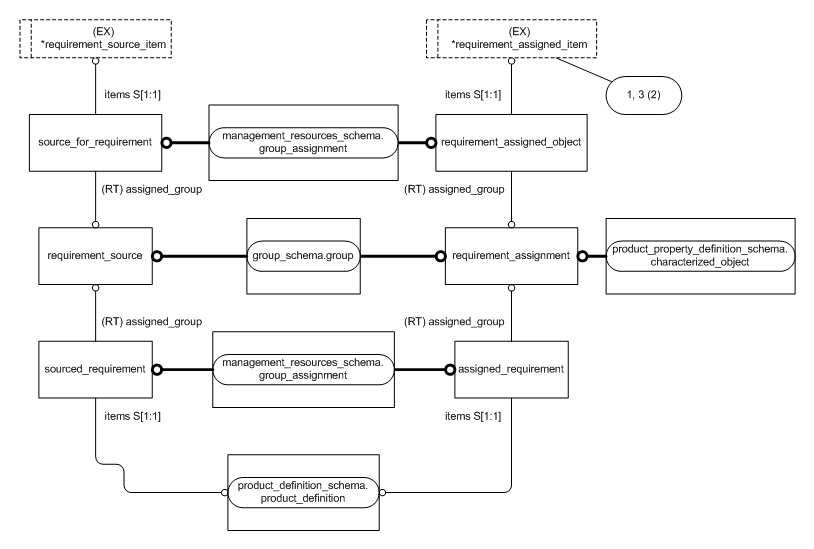 (EX)
*requirement_source_item
(EX)
*requirement_assigned_item
items S[1:1]
items S[1:1]
1, 3 (2)
source_for_requirement
management_resources_schema.
group_assignment
requirement_assigned_object
(RT) assigned_group
(RT) assigned_group
requirement_source
group_schema.group
requirement_assignment
product_property_definition_schema.
characterized_object
(RT) assigned_group
(RT) assigned_group
sourced_requirement
management_resources_schema.
group_assignment
assigned_requirement
items S[1:1]
items S[1:1]
product_definition_schema.
product_definition